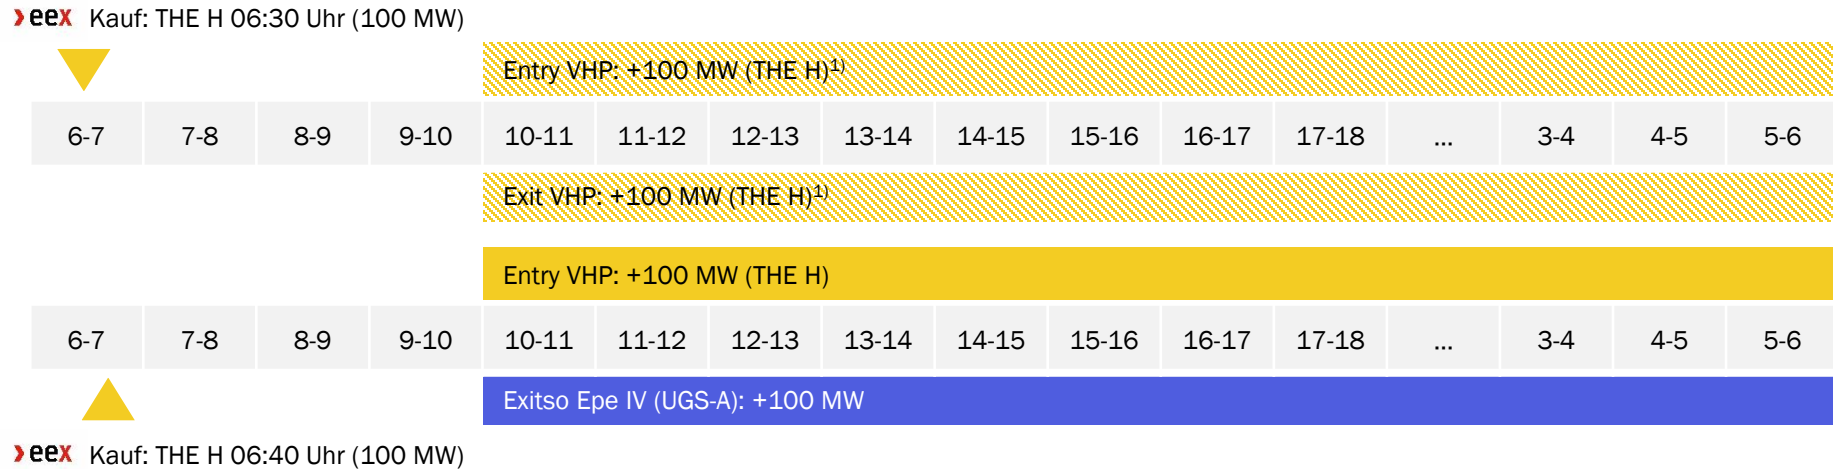 eex Kauf: THE H 06:30 Uhr (100 MW)
Entry VHP: +100 MW (THE H)1)
6-7 7-8 8-9 9-10 10-11 11-12 12-13 13-14 14-15 15-16 16-17 17-18 ... 3-4 4-5 5-6
Exit VHP: +100 MW (THE H)1)
Entry VHP: +100 MW (THE H)
6-7 7-8 8-9 9-10 10-11 11-12 12-13 13-14 14-15 15-16 16-17 17-18 ... 3-4 4-5 5-6
Exitso Epe IV (UGS-A): +100 MW
eex Kauf: THE H 06:40 Uhr (100 MW)